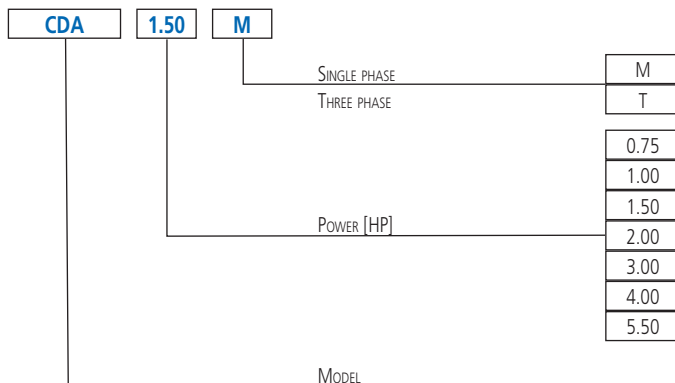 CDA 1.50 M
Single phase M
Three phase T
0.75
1.00
1.50
Power [HP] 2.00
3.00
4.00
5.50
Model